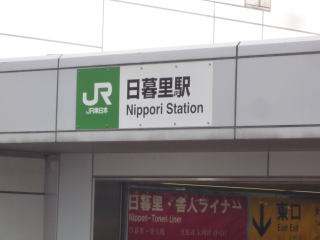 JR
JR東日本
日暮里駅
Nippori Station
日暮里・舎人ライナー
Nippori-Toneri Liner
東口
East Exit